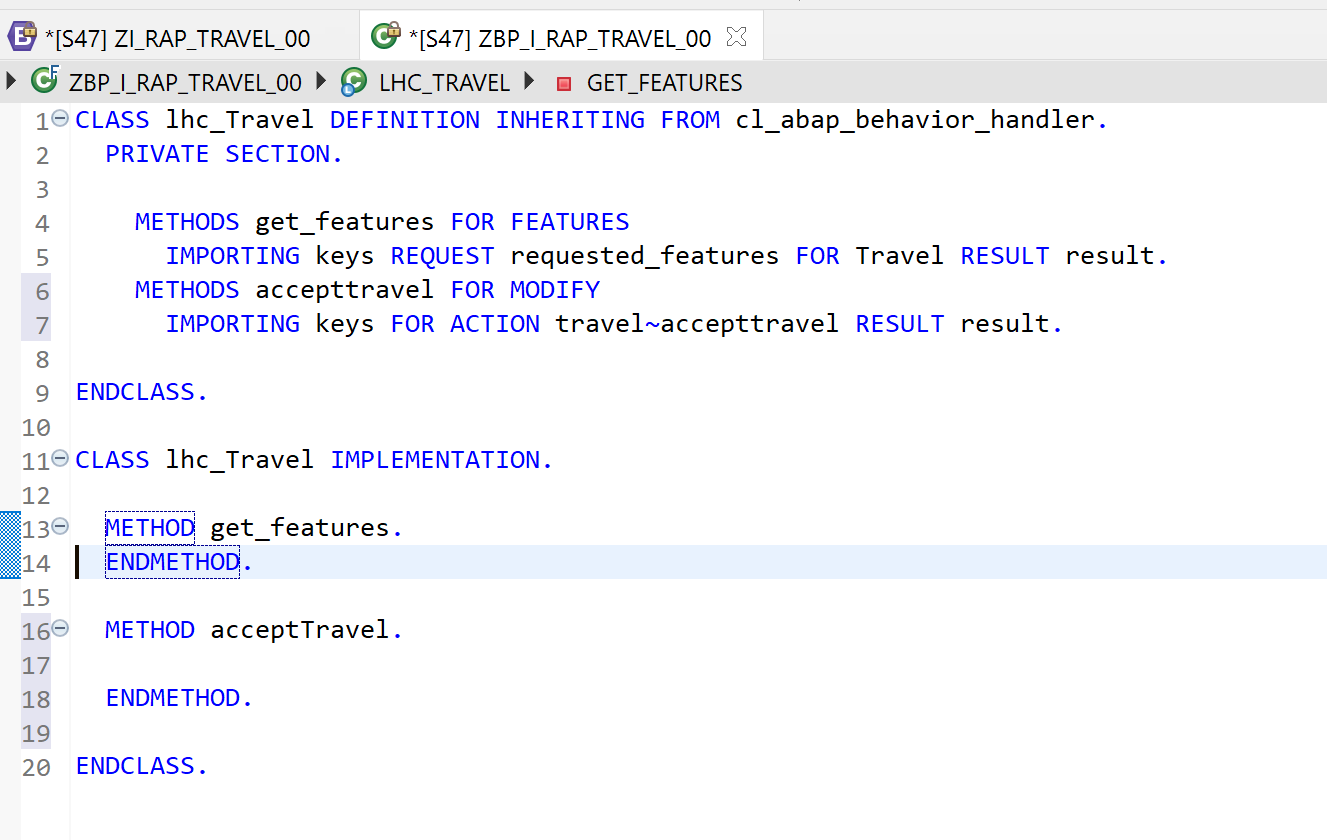 *[S47] ZI_RAP_TRAVEL_00 *[S47] ZBP_I_RAP_TRAVEL_00
ZBP_I_RAP_TRAVEL_00 LHC_TRAVEL GET_FEATURES
1 CLASS lhc_Travel DEFINITION INHERITING FROM cl_abap_behavior_handler.
2   PRIVATE SECTION.
3
4     METHODS get_features FOR FEATURES
5       IMPORTING keys REQUEST requested_features FOR Travel RESULT result.
6     METHODS accepttravel FOR MODIFY
7       IMPORTING keys FOR ACTION travel~accepttravel RESULT result.
8
9 ENDCLASS.
10
11 CLASS lhc_Travel IMPLEMENTATION.
12
13   METHOD get_features.
14   ENDMETHOD.
15
16   METHOD acceptTravel.
17
18   ENDMETHOD.
19
20 ENDCLASS.